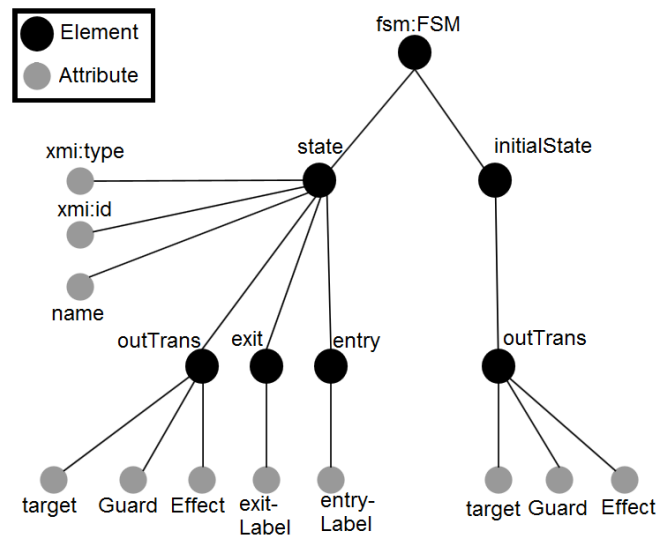 Element
Attribute
fsm:FSM
state
initialState
xmi:type
xmi:id
name
outTrans
exit
entry
outTrans
target
Guard
Effect
exit-
Label
entry-
Label
target
Guard
Effect